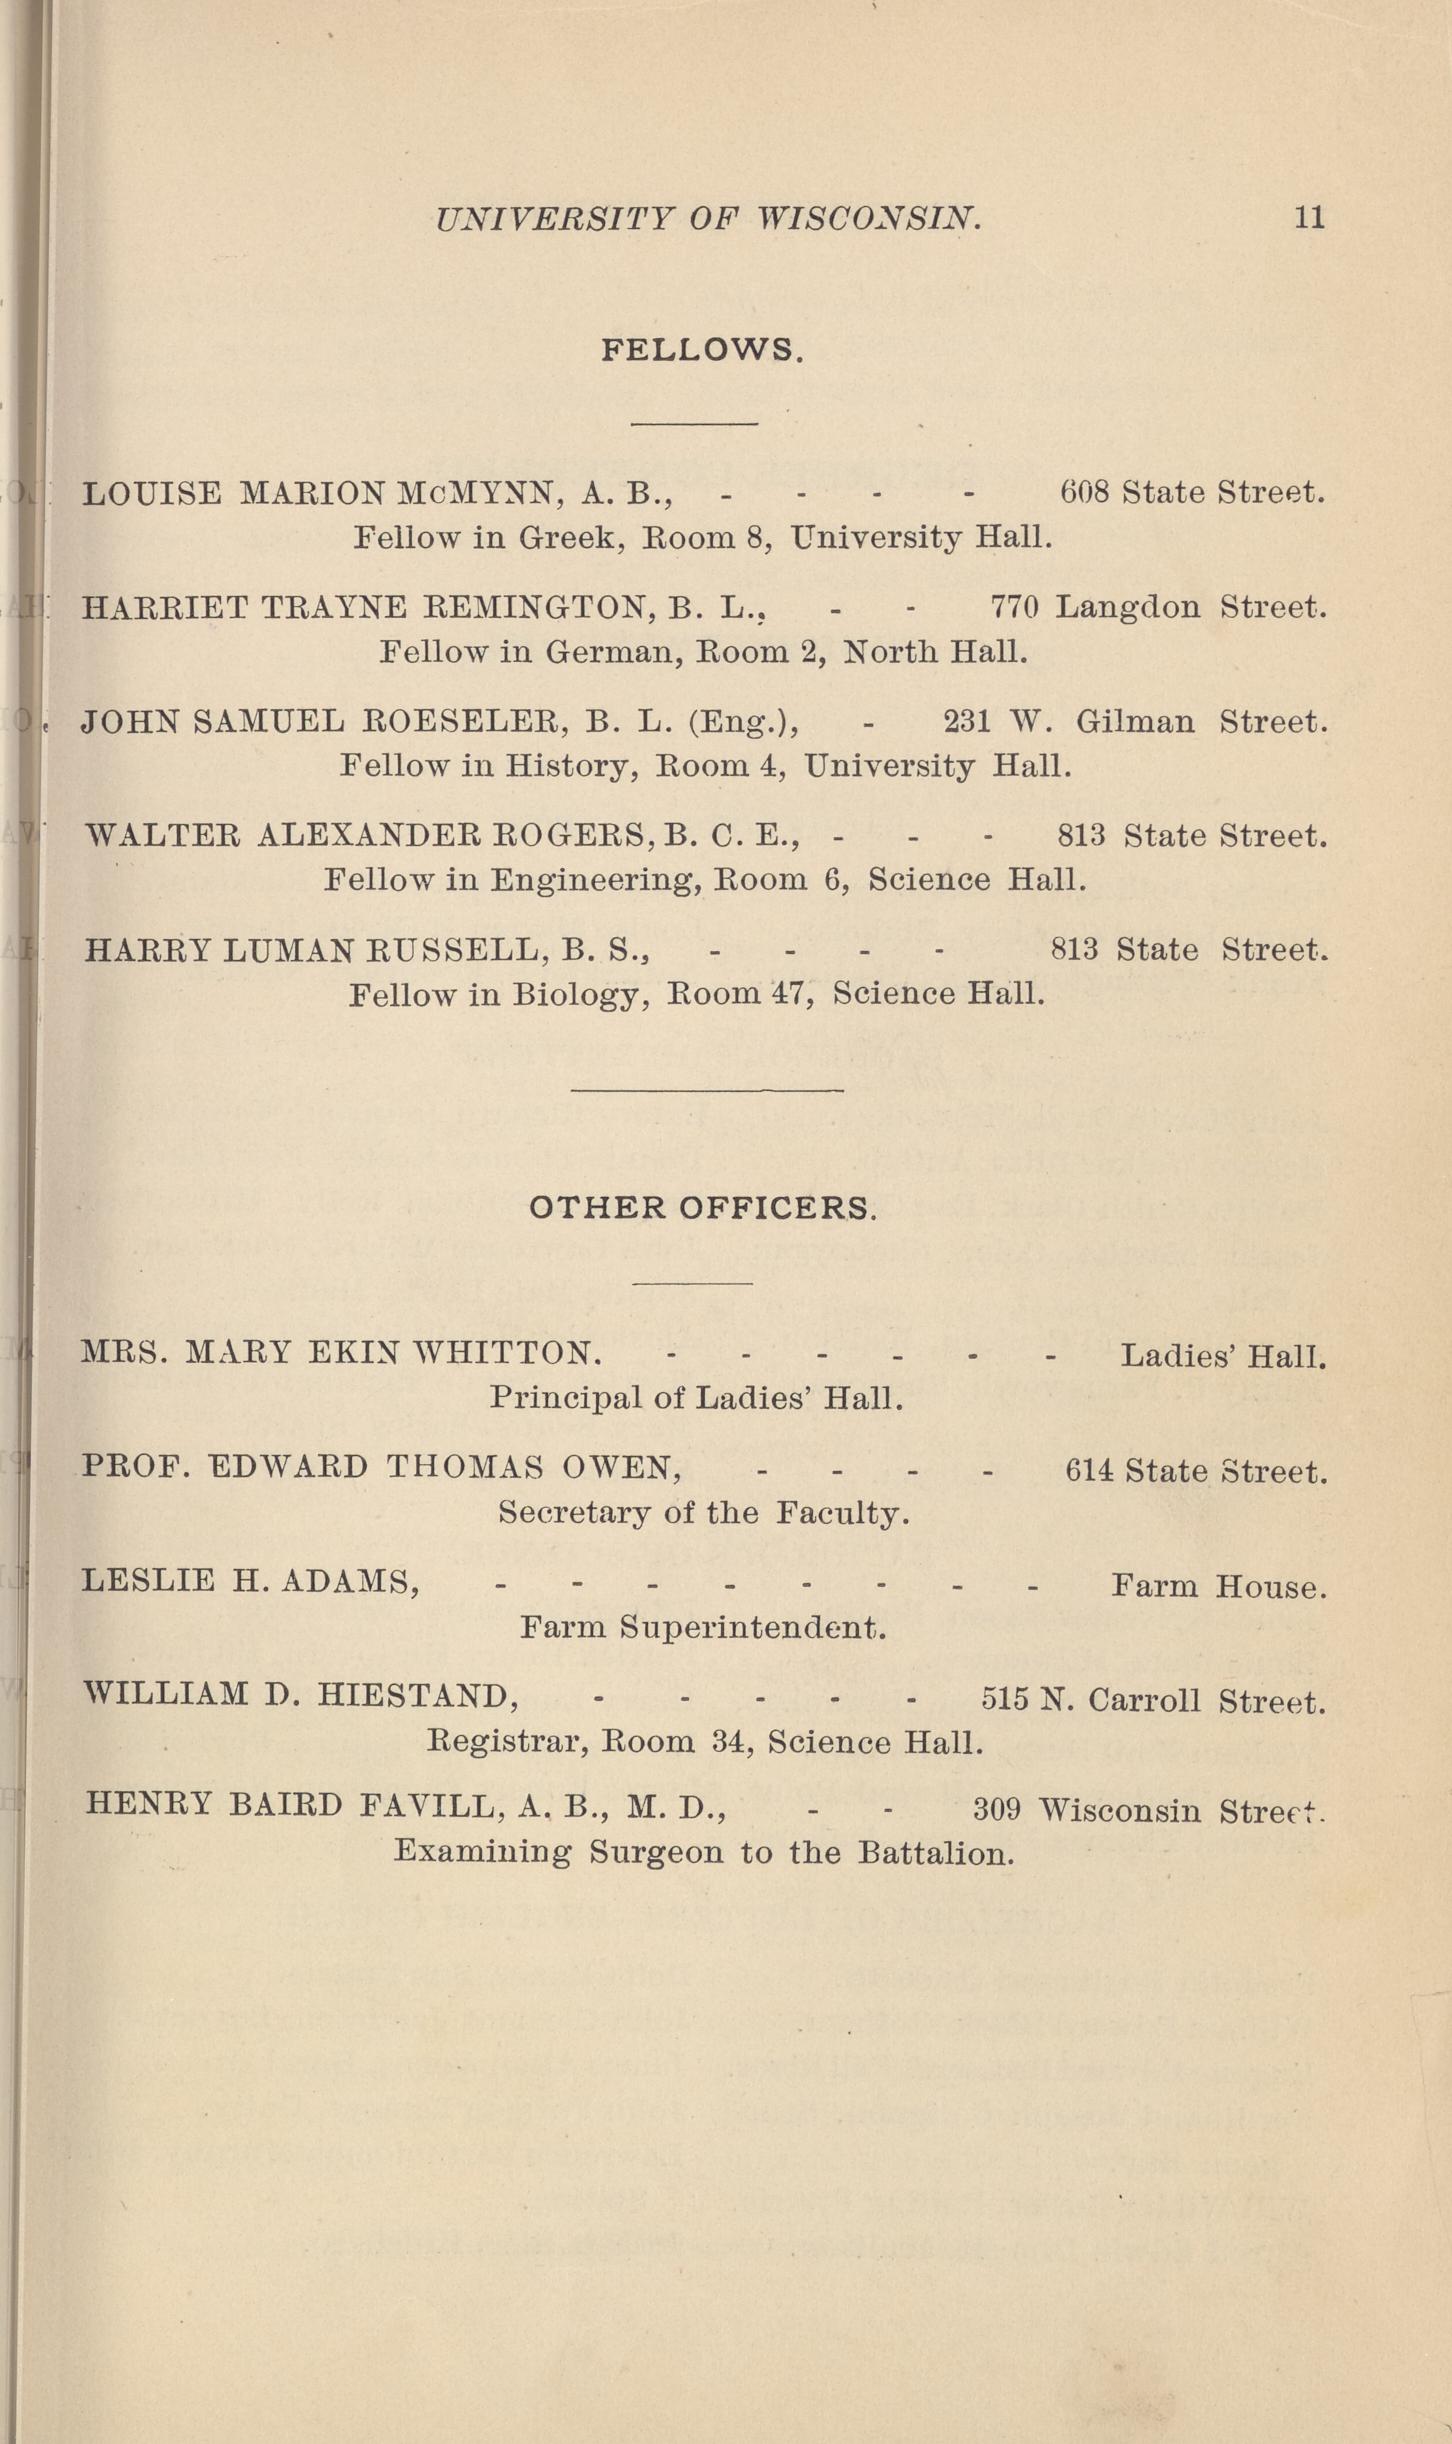 UNIVERSITY OF WISCONSIN. 11
FELLOWS.
LOUISE MARION McMYNN, A. B., - - - - 608 State Street.
Fellow in Greek, Room 8, University Hall.
HARRIET TRAYNE REMINGTON, B. L., - - 770 Langdon Street.
Fellow in German, Room 2, North Hall.
JOHN SAMUEL ROESELER, B. L. (Eng.), - 231 W. Gilman Street.
Fellow in History, Room 4, University Hall.
WALTER ALEXANDER ROGERS, B. C. E., - - - 813 State Street.
Fellow in Engineering, Room 6, Science Hall.
HARRY LUMAN RUSSELL, B. S., - - - - 813 State Street.
Fellow in Biology, Room 47, Science Hall.
OTHER OFFICERS.
MRS. MARY EKIN WHITTON. - - - - - - Ladies' Hall.
Principal of Ladies' Hall.
PROF. EDWARD THOMAS OWEN, - - - - 614 State Street.
Secretary of the Faculty.
LESLIE H. ADAMS, - - - - - - - - Farm House.
Farm Superintendent.
WILLIAM D. HIESTAND, - - - - - 515 N. Carroll Street.
Registrar, Room 34, Science Hall.
HENRY BAIRD FAVILL, A. B., M. D., - - 309 Wisconsin Street.
Examining Surgeon to the Battalion.